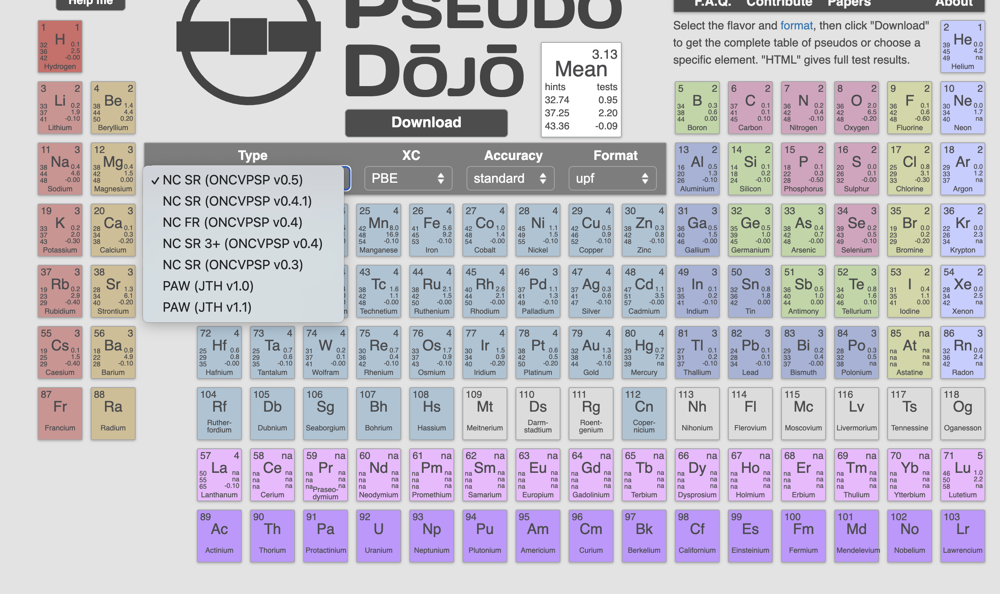 Help me
PSEUDO
DŌJŌ
F.A.Q. Contribute Papers About
Select the flavor and format, then click "Download"
to get the complete table of pseudos or choose a
specific element. "HTML" gives full test results.
3.13
Mean
hints tests
32.74 0.95
37.25 2.20
43.36 -0.09
Download
Type XC Accuracy Format
PBE standard upf
✓ NC SR (ONCVPSP v0.5)
NC SR (ONCVPSP v0.4.1)
NC FR (ONCVPSP v0.4)
NC SR 3+ (ONCVPSP v0.4)
NC SR (ONCVPSP v0.3)
PAW (JTH v1.0)
PAW (JTH v1.1)
1 1
H
32 0.1
36 2.5
42 -0.00
Hydrogen
2 1
He
39 0.0
45 4.2
49 na
Helium
3 2
Li
33 0.2
37 1.9
41 -0.10
Lithium
4 2
Be
38 1.4
44 4.4
50 0.20
Beryllium
5 2
B
34 0.3
38 0.6
44 0.00
Boron
6 2
C
37 0.1
41 0.1
45 0.10
Carbon
7 2
N
36 0.2
42 0.4
48 -0.10
Nitrogen
8 2
O
36 2.0
42 6.5
48 -0.20
Oxygen
9 2
F
36 0.1
42 0.6
48 -0.60
Fluorine
10 2
Ne
30 0.0
34 1.7
40 na
Neon
11 3
Na
38 0.4
44 4.6
48 -0.00
Sodium
12 3
Mg
38 0.4
42 1.5
48 0.00
Magnesium
13 2
Al
16 0.5
20 1.3
26 -0.10
Aluminium
14 2
Si
14 0.1
18 0.2
24 -0.10
Silicon
15 2
P
18 0.1
22 0.3
28 -0.50
Phosphorus
16 2
S
20 0.0
26 0.1
32 -0.00
Sulphur
17 2
Cl
25 0.8
29 3.1
33 -0.30
Chlorine
18 2
Ar
29 0.0
33 1.2
37 na
Argon
19 3
K
33 0.2
37 2.0
43 -0.30
Potassium
20 3
Ca
28 0.1
34 0.3
38 -0.20
Calcium
25 4
Mn
42 8.0
48 16.9
54 -0.10
Manganese
26 4
Fe
41 5.6
45 9.2
53 -0.10
Iron
27 4
Co
42 1.0
48 1.4
54 -0.00
Cobalt
28 4
Ni
45 1.1
49 1.5
55 -0.10
Nickel
29 4
Cu
42 0.5
46 0.9
52 -0.10
Copper
30 4
Zn
38 0.3
42 0.8
48 -0.10
Zinc
31 3
Ga
36 0.5
40 1.5
46 -0.00
Gallium
32 3
Ge
35 0.5
39 1.0
45 -0.00
Germanium
33 3
As
38 0.4
42 0.7
48 -0.00
Arsenic
34 3
Se
39 0.2
43 0.5
49 -0.10
Selenium
35 2
Br
19 0.0
23 0.2
29 -0.20
Bromine
36 2
Kr
22 0.0
26 2.3
34 na
Krypton
37 3
Rb
19 0.2
23 2.9
29 -0.40
Rubidium
38 3
Sr
28 1.3
34 6.1
40 -0.20
Strontium
43 4
Tc
38 1.6
42 1.1
48 -0.00
Technetium
44 4
Ru
38 2.1
42 1.5
50 -0.00
Ruthenium
45 4
Rh
40 2.6
44 2.1
50 -0.00
Rhodium
46 3
Pd
37 1.1
41 1.3
49 -0.10
Palladium
47 4
Ag
37 0.3
41 0.6
47 -0.10
Silver
48 4
Cd
47 1.1
51 3.5
57 -0.00
Cadmium
49 3
In
31 0.1
35 0.2
41 -0.10
Indium
50 3
Sn
32 0.8
36 1.8
42 0.00
Tin
51 3
Sb
36 0.5
40 1.0
44 0.00
Antimony
52 3
Te
34 0.8
40 1.6
46 0.10
Tellurium
53 2
I
31 0.4
35 1.1
41 0.00
Iodine
54 2
Xe
28 0.0
34 2.5
42 na
Xenon
55 3
Cs
19 0.1
25 1.5
29 -0.40
Caesium
56 3
Ba
18 0.9
22 4.9
28 -0.10
Barium
72 4
Hf
25 0.6
29 0.8
35 -0.00
Hafnium
73 4
Ta
25 0.7
29 0.6
35 -0.10
Tantalum
74 4
W
31 0.2
37 0.1
41 -0.00
Wolfram
75 4
Re
30 0.7
36 0.4
42 -0.10
Rhenium
76 4
Os
33 1.7
37 0.9
43 -0.10
Osmium
77 4
Ir
30 1.5
34 0.9
40 -0.20
Iridium
78 4
Pt
38 0.6
42 0.5
50 -0.20
Platinum
79 4
Au
32 1.3
38 1.6
44 -0.10
Gold
80 4
Hg
29 0.7
33 7.2
39 na
Mercury
81 3
Tl
27 0.1
31 0.2
37 -0.10
Thallium
82 3
Pb
24 0.1
28 0.1
34 -0.10
Lead
83 3
Bi
29 0.2
33 0.4
37 -0.00
Bismuth
84 3
Po
28 0.3
32 0.5
38 na
Polonium
85 na
At
na na
na na
na na
Astatine
86 3
Rn
32 0.0
36 2.4
42 na
Radon
87
Fr
Francium
88
Ra
Radium
104
Rf
Ruther-
fordium
105
Db
Dubnium
106
Sg
Seaborgium
107
Bh
Bohrium
108
Hs
Hassium
109
Mt
Meitnerium
110
Ds
Darm-
stadtium
111
Rg
Roent-
genium
112
Cn
Coper-
nicium
113
Nh
Nihonium
114
Fl
Flerovium
115
Mc
Moscovium
116
Lv
Livermorium
117
Ts
Tennessine
118
Og
Oganesson
57 4
La
50 na
55 na
65 -0.10
Lanthanum
58 na
Ce
na na
na na
na na
Cerium
59 na
Pr
na na
na na
na na
Praseo-
dymium
60 na
Nd
na na
na na
na na
Neodymium
61 na
Pm
na na
na na
na na
Promethium
62 na
Sm
na na
na na
na na
Samarium
63 na
Eu
na na
na na
na na
Europium
64 na
Gd
na na
na na
na na
Gadolinium
65 na
Tb
na na
na na
na na
Terbium
66 na
Dy
na na
na na
na na
Dysprosium
67 na
Ho
na na
na na
na na
Holmium
68 na
Er
na na
na na
na na
Erbium
69 na
Tm
na na
na na
na na
Thulium
70 na
Yb
na na
na na
na na
Ytterbium
71 5
Lu
46 1.0
50 2.2
58 na
Lutetium
89
Ac
Actinium
90
Th
Thorium
91
Pa
Protactinium
92
U
Uranium
93
Np
Neptunium
94
Pu
Plutonium
95
Am
Americium
96
Cm
Curium
97
Bk
Berkelium
98
Cf
Californium
99
Es
Einsteinium
100
Fm
Fermium
101
Md
Mendelevium
102
No
Nobelium
103
Lr
Lawrencium